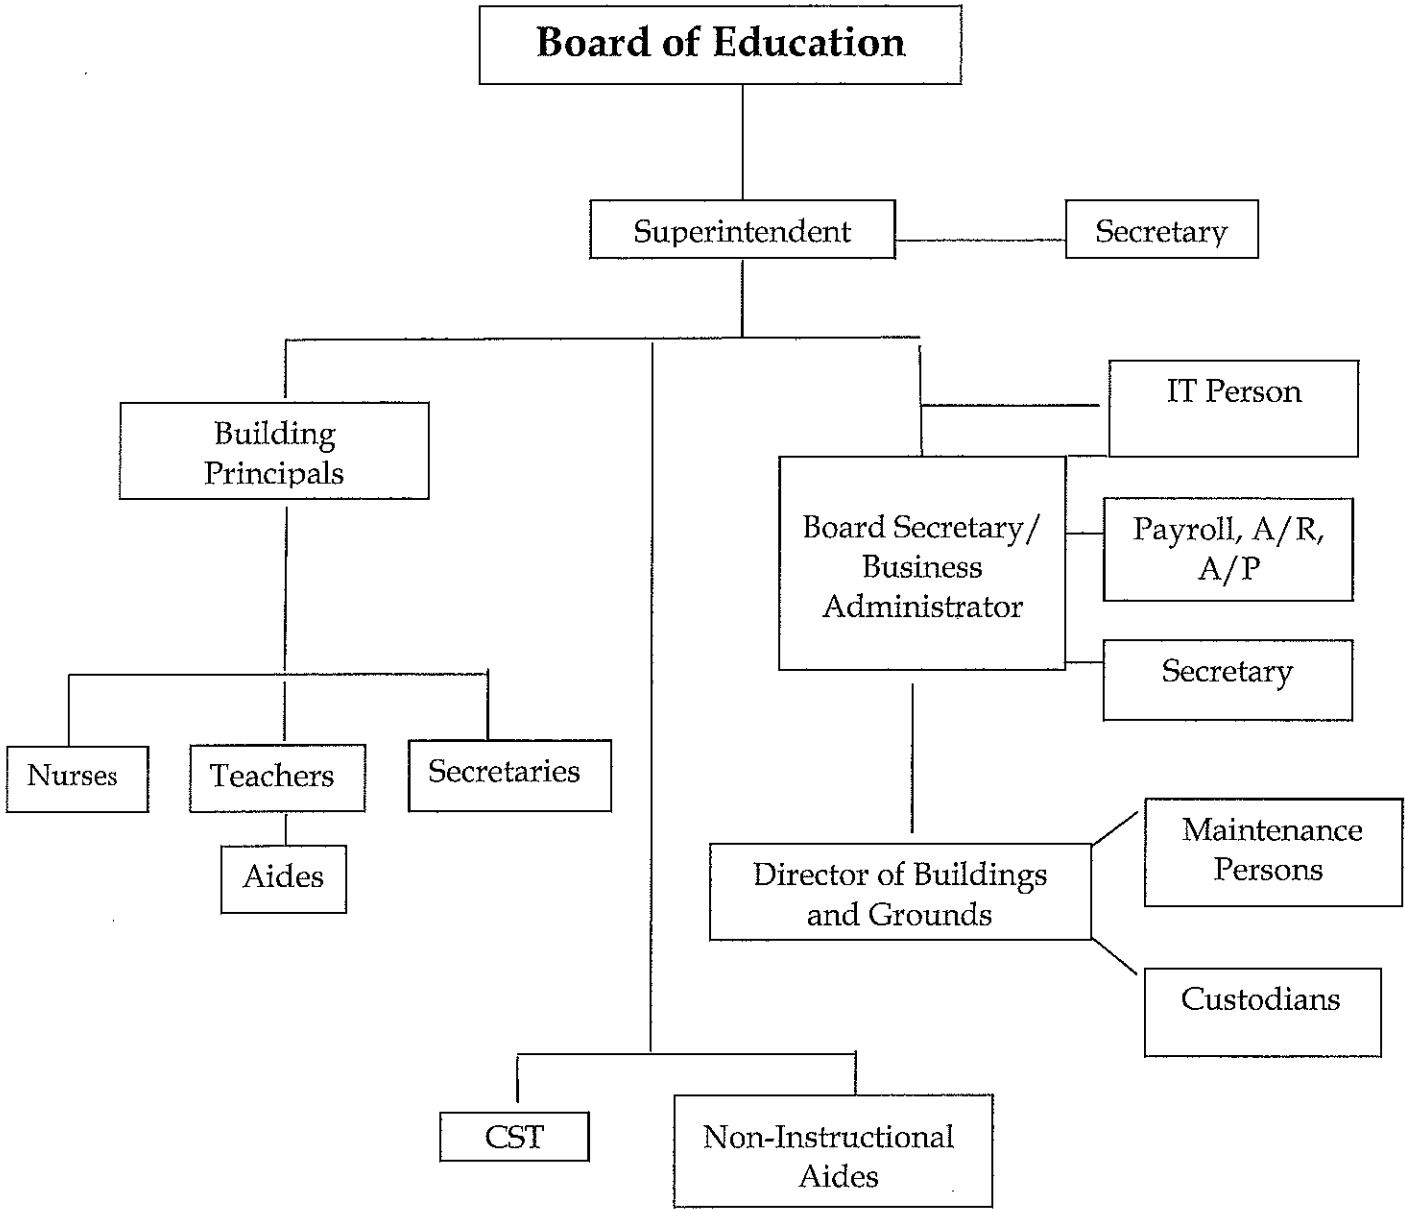 Board of Education
Superintendent
Secretary
IT Person
Building
Principals
Board Secretary/
Business
Administrator
Payroll, A/R,
A/P
Secretary
Nurses
Teachers
Secretaries
Aides
Director of Buildings
and Grounds
Maintenance
Persons
Custodians
CST
Non-Instructional
Aides